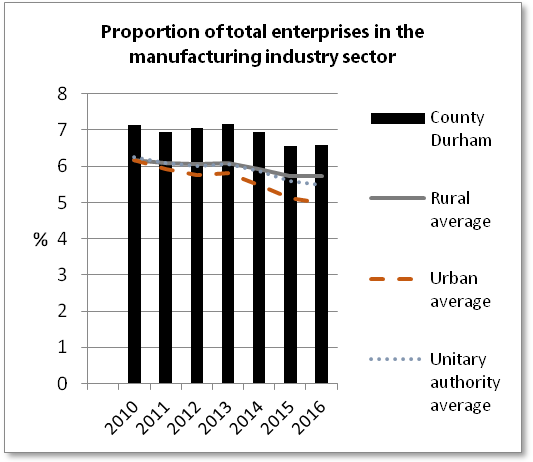 Proportion of total enterprises in the
manufacturing industry sector
8
7
6
5
4
3
2
1
0
%
2010
2011
2012
2013
2014
2015
2016
County
Durham
Rural
average
Urban
average
Unitary
authority
average